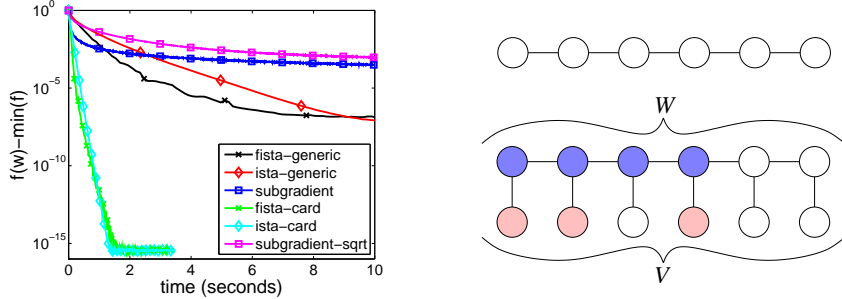 f(w)−min(f)
10^0
10^−5
10^−10
10^−15
fista−generic
ista−generic
subgradient
fista−card
ista−card
subgradient−sqrt
0 2 4 6 8 10
time (seconds)
W
V